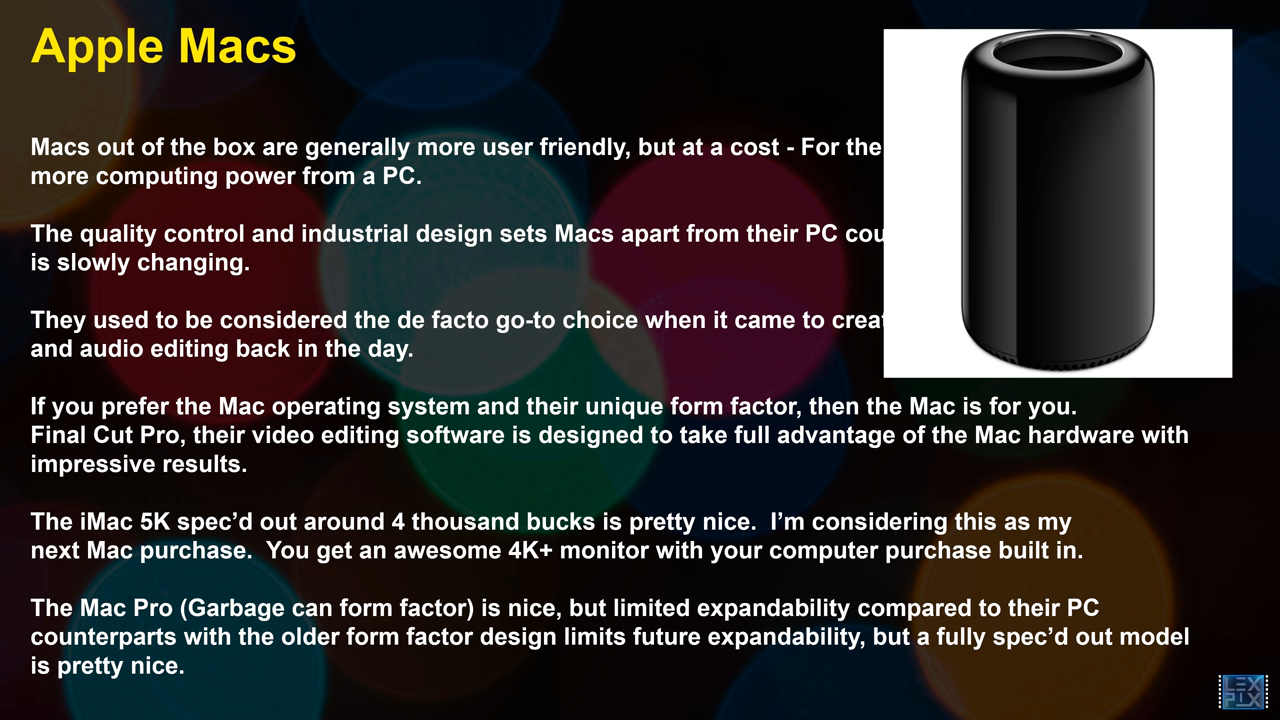 Apple Macs
Macs out of the box are generally more user friendly, but at a cost - For the
more computing power from a PC.
The quality control and industrial design sets Macs apart from their PC
is slowly changing.
They used to be considered the de facto go-to choice when it came to
and audio editing back in the day.
If you prefer the Mac operating system and their unique form factor, then the Mac is for you.
Final Cut Pro, their video editing software is designed to take full advantage of the Mac hardware with
impressive results.
The iMac 5K spec’d out around 4 thousand bucks is pretty nice.  I’m considering this as my
next Mac purchase.  You get an awesome 4K+ monitor with your computer purchase built in.
The Mac Pro (Garbage can form factor) is nice, but limited expandability compared to their PC
counterparts with the older form factor design limits future expandability, but a fully spec’d out model
is pretty nice.
LEX
PIX